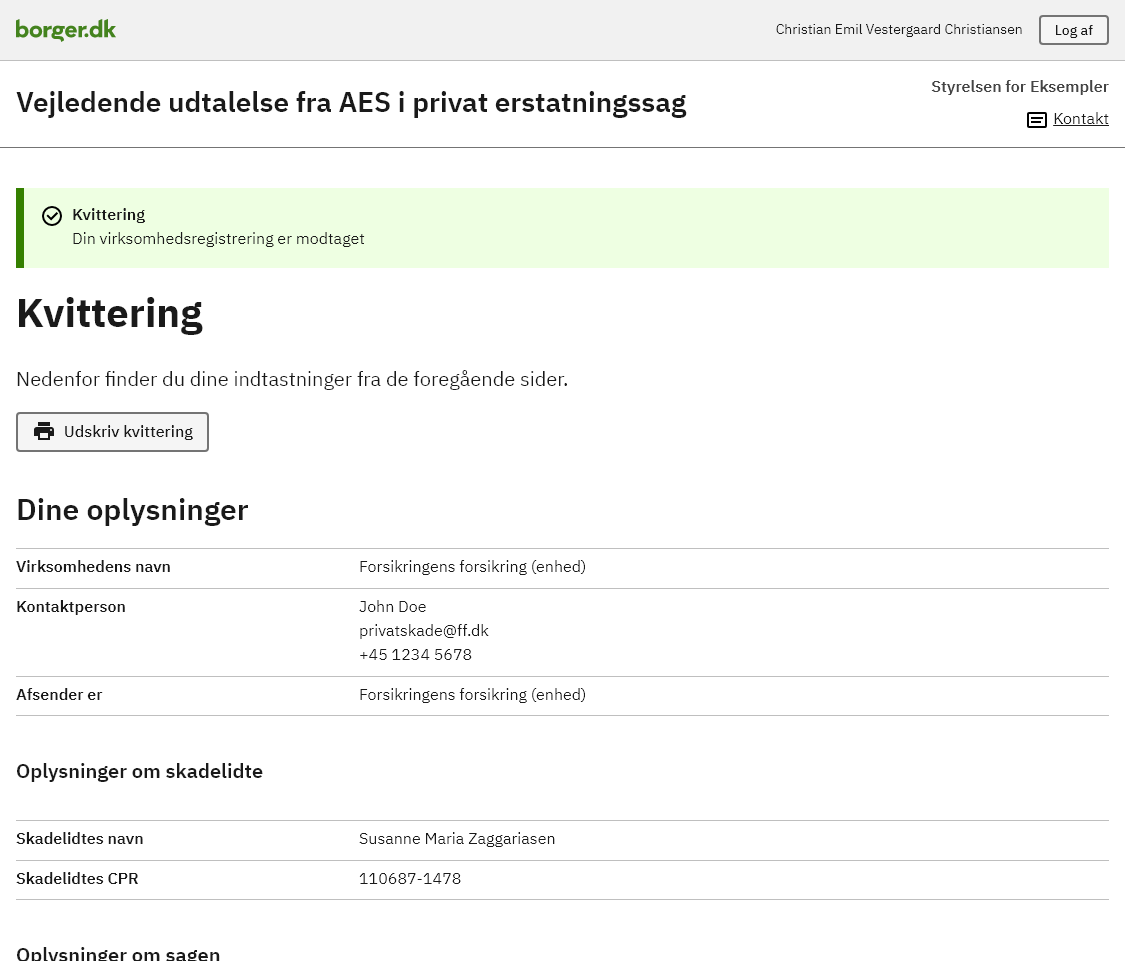 borger.dk
Christian Emil Vestergaard Christiansen
Log af
Vejledende udtalelse fra AES i privat erstatningssag
Styrelsen for Eksempler
Kontakt
Kvittering
Din virksomhedsregistrering er modtaget
Kvittering
Nedenfor finder du dine indtastninger fra de foregående sider.
Udskriv kvittering
Dine oplysninger
Virksomhedens navn Forsikringens forsikring (enhed)
Kontaktperson John Doe
privatskade@ff.dk
+45 1234 5678
Afsender er Forsikringens forsikring (enhed)
Oplysninger om skadelidte
Skadelidtes navn Susanne Maria Zaggariasen
Skadelidtes CPR 110687-1478
Oplysninger om sagen